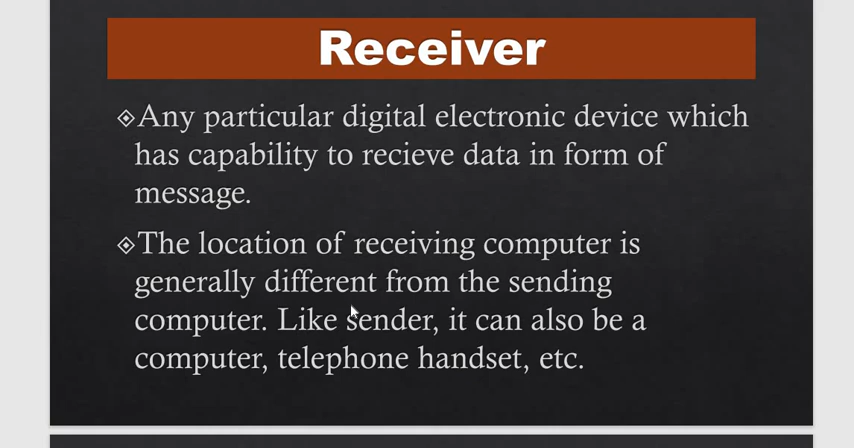 Receiver
Any particular digital electronic device which
has capability to recieve data in form of
message.
The location of receiving computer is
generally different from the sending
computer. Like sender, it can also be a
computer, telephone handset, etc.